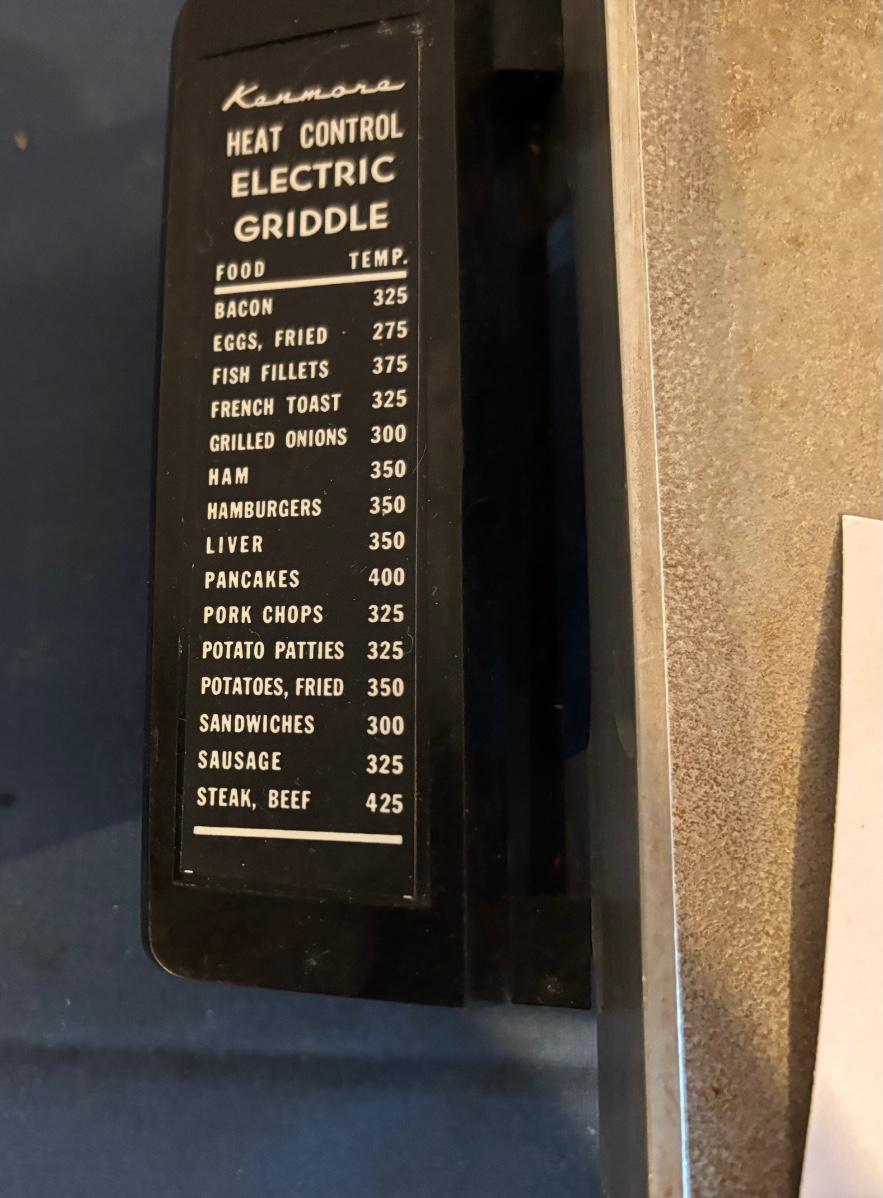 Kenmore
HEAT CONTROL
ELECTRIC
GRIDDLE
FOOD TEMP.
BACON 325
EGGS, FRIED 275
FISH FILLETS 375
FRENCH TOAST 325
GRILLED ONIONS 300
HAM 350
HAMBURGERS 350
LIVER 350
PANCAKES 400
PORK CHOPS 325
POTATO PATTIES 325
POTATOES, FRIED 350
SANDWICHES 300
SAUSAGE 325
STEAK, BEEF 425